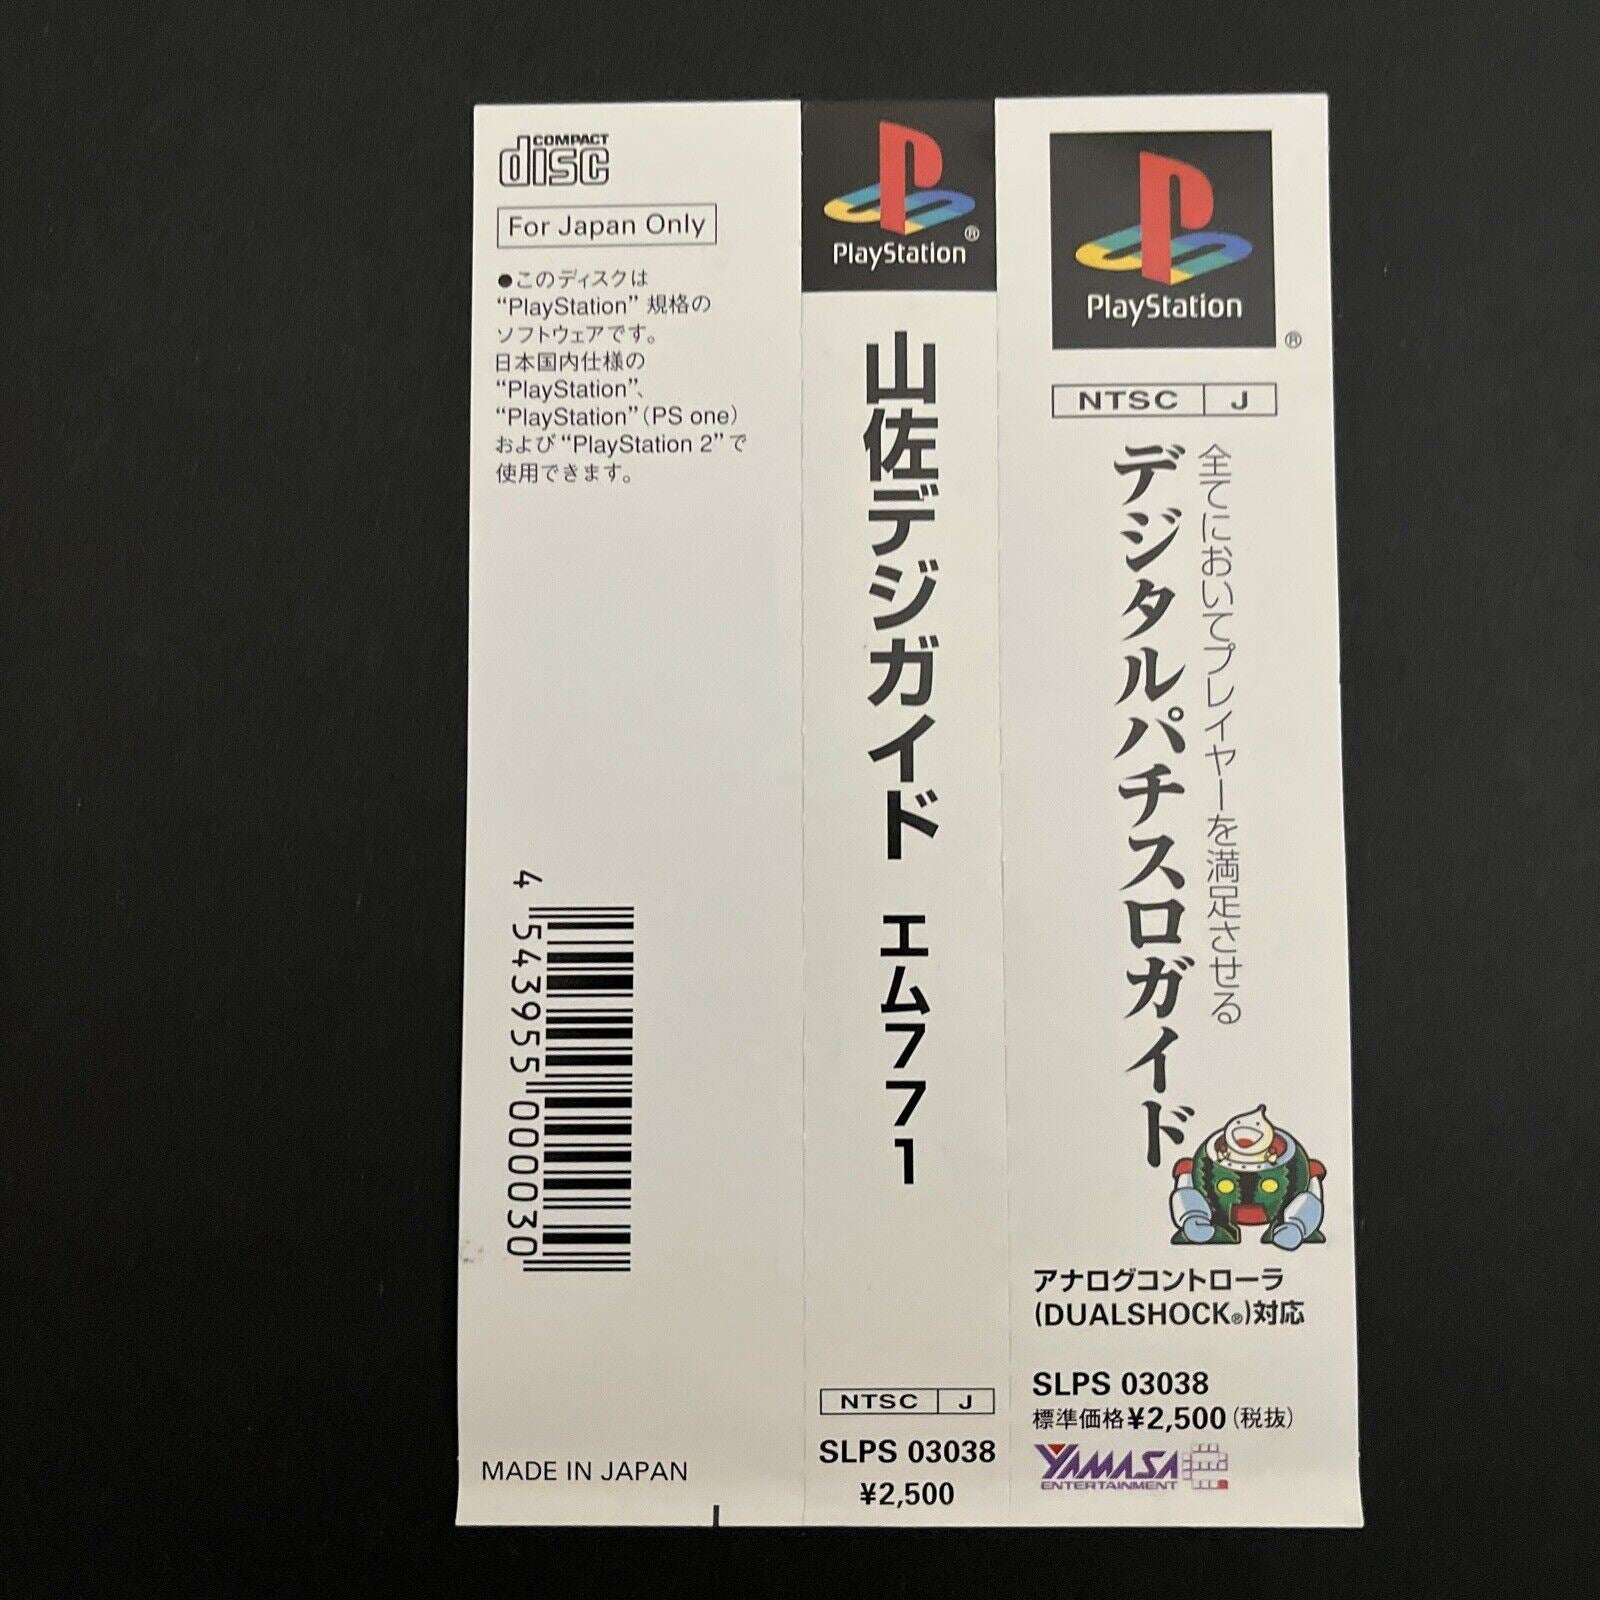 COMPACT
disc
For Japan Only
●このディスクは
“PlayStation” 規格の
ソフトウェアです。
日本国内仕様の
“PlayStation”、
“PlayStation”（PS one）
および“PlayStation 2”で
使用できます。
4 543955 000030
MADE IN JAPAN
PlayStation
®
山佐デジガイド エム771
NTSC J
SLPS 03038
¥2,500
PlayStation
®
NTSC J
全てにおいてプレイヤーを満足させる
デジタルパチスロガイド
アナログコントローラ
(DUALSHOCK®)対応
SLPS 03038
標準価格¥2,500（税抜）
YAMASA
ENTERTAINMENT